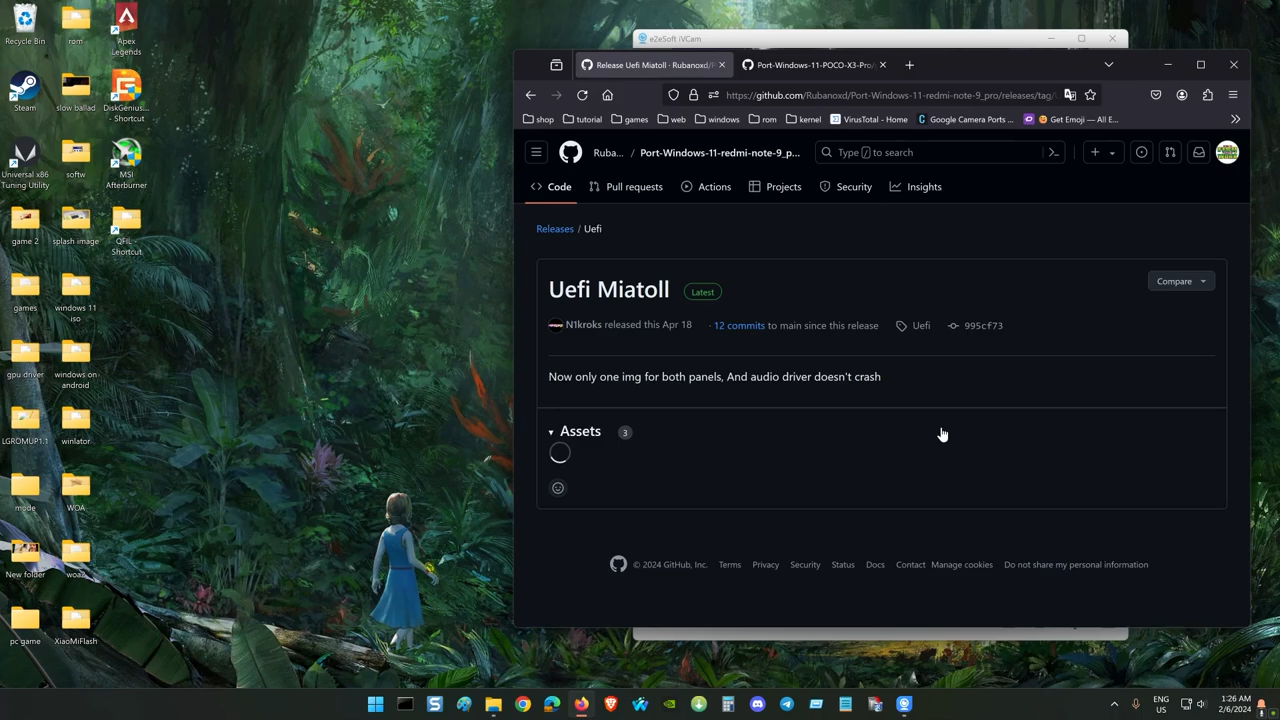 Recycle Bin
rom
Apex Legends
Steam
slow ballad
DiskGenius... - Shortcut
Universal x86 Tuning Utility
softw
MSI Afterburner
game 2
splash image
QFIL - Shortcut
games
windows 11 iso
gpu driver
windows on android
LGROMUP1.1
winlator
mode
WOA
New folder
woaz
pc game
XiaoMiFlash
eZeSoft iVCam
Release Uefi Miatoll · Rubanoxd/P
Port-Windows-11-POCO-X3-Pro/
https://github.com/Rubanoxd/Port-Windows-11-redmi-note-9_pro/releases/tag/
shop tutorial games web windows rom kernel VirusTotal - Home Google Camera Ports ... Get Emoji — All E...
Ruba... / Port-Windows-11-redmi-note-9_p...
Type / to search
Code Pull requests Actions Projects Security Insights
Releases / Uefi
Uefi Miatoll Latest
Compare
N1kroks released this Apr 18 · 12 commits to main since this release Uefi 995cf73
Now only one img for both panels, And audio driver doesn't crash
Assets 3
© 2024 GitHub, Inc. Terms Privacy Security Status Docs Contact Manage cookies Do not share my personal information
ENG US
1:26 AM
2/6/2024